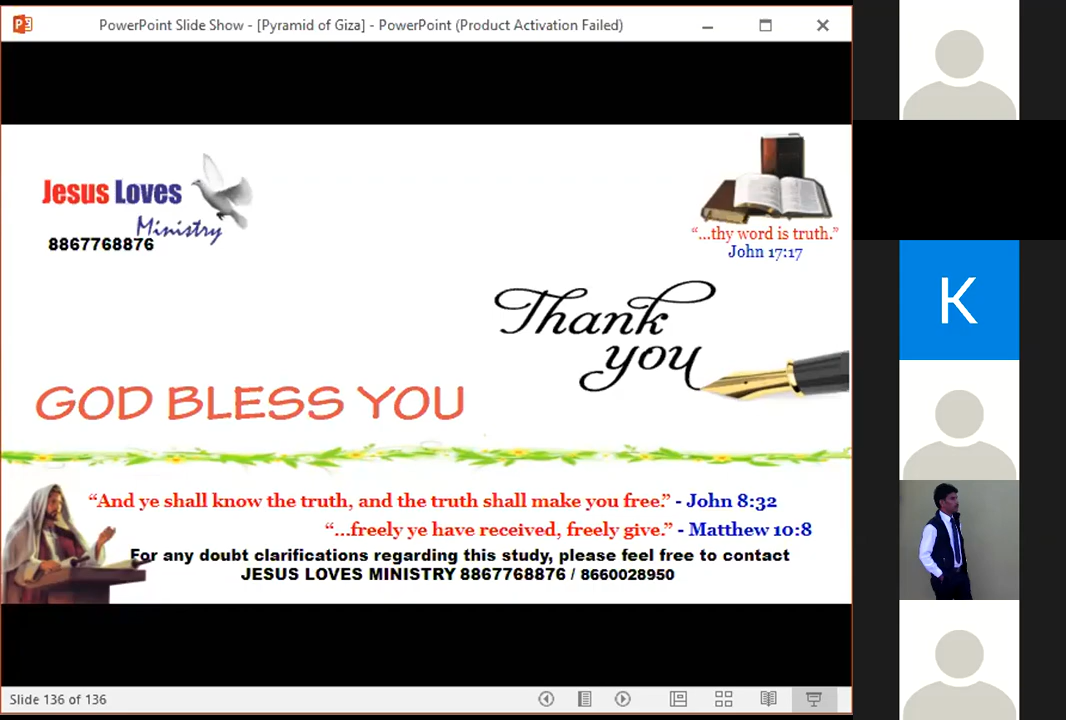 PowerPoint Slide Show - [Pyramid of Giza] - PowerPoint (Product Activation Failed)
Jesus Loves
Ministry
8867768876
“...thy word is truth.”
John 17:17
Thank
you
GOD BLESS YOU
“And ye shall know the truth, and the truth shall make you free.” - John 8:32
“...freely ye have received, freely give.” - Matthew 10:8
For any doubt clarifications regarding this study, please feel free to contact
JESUS LOVES MINISTRY 8867768876 / 8660028950
K
Slide 136 of 136